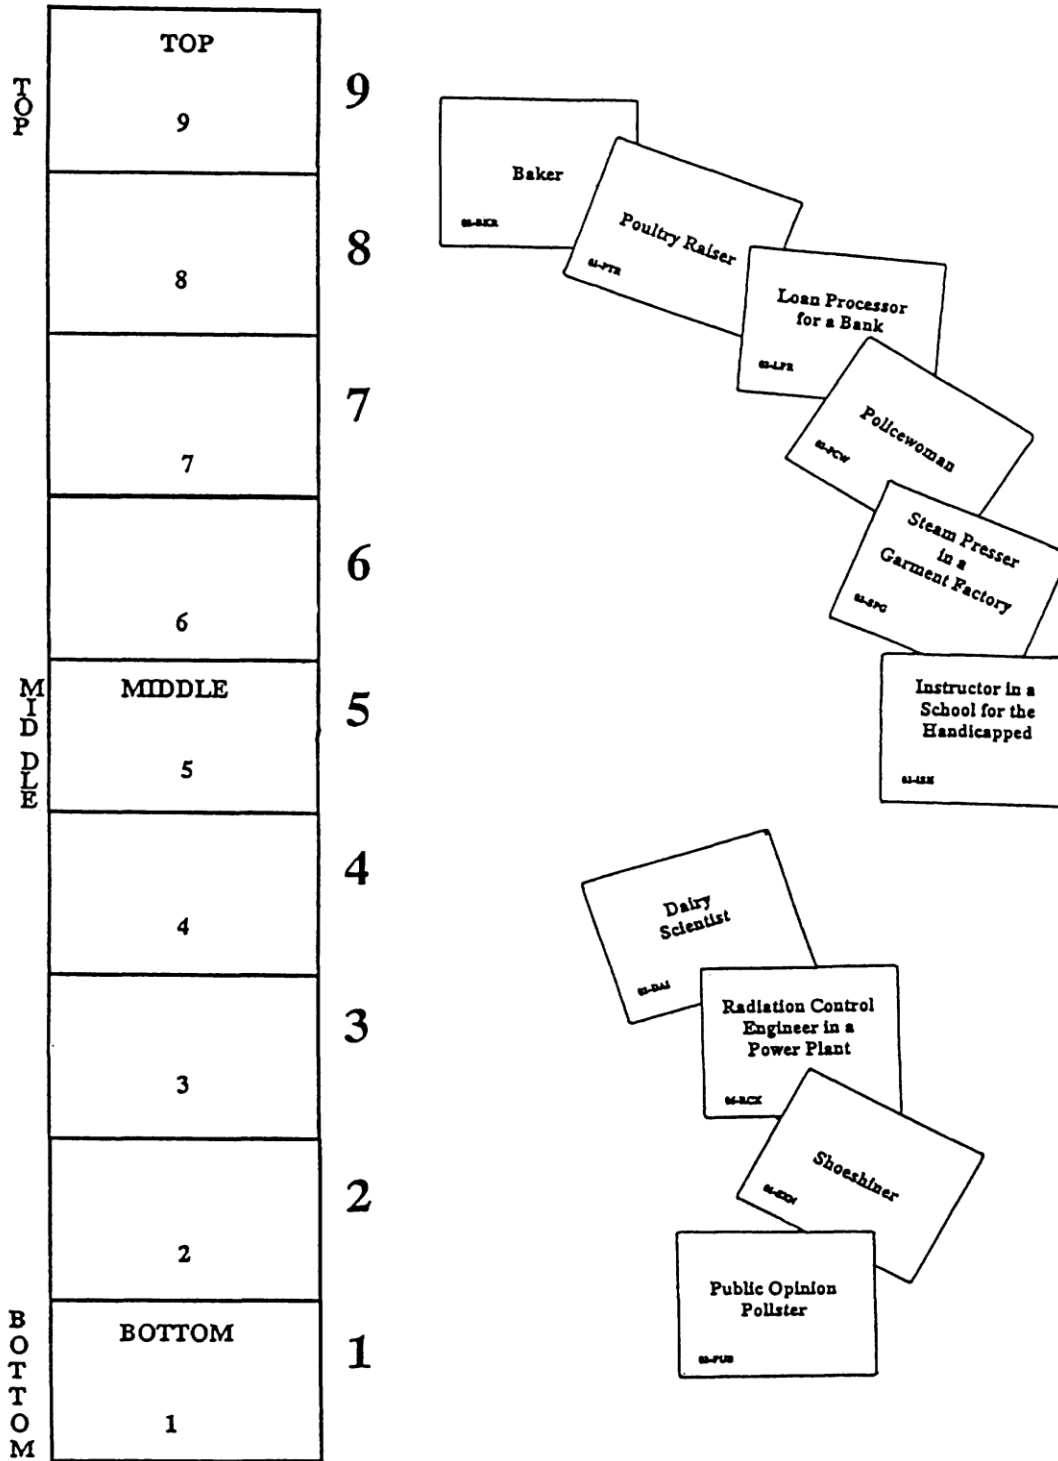 TOP
TOP
9
9
8
8
7
7
6
6
MIDDLE
MIDDLE
5
5
4
4
3
3
2
2
BOTTOM
BOTTOM
1
1
Baker
Poultry Raiser
Loan Processor
for a Bank
Policewoman
Steam Presser
in a
Garment Factory
Instructor in a
School for the
Handicapped
Dairy
Scientist
Radiation Control
Engineer in a
Power Plant
Shoeshiner
Public Opinion
Pollster